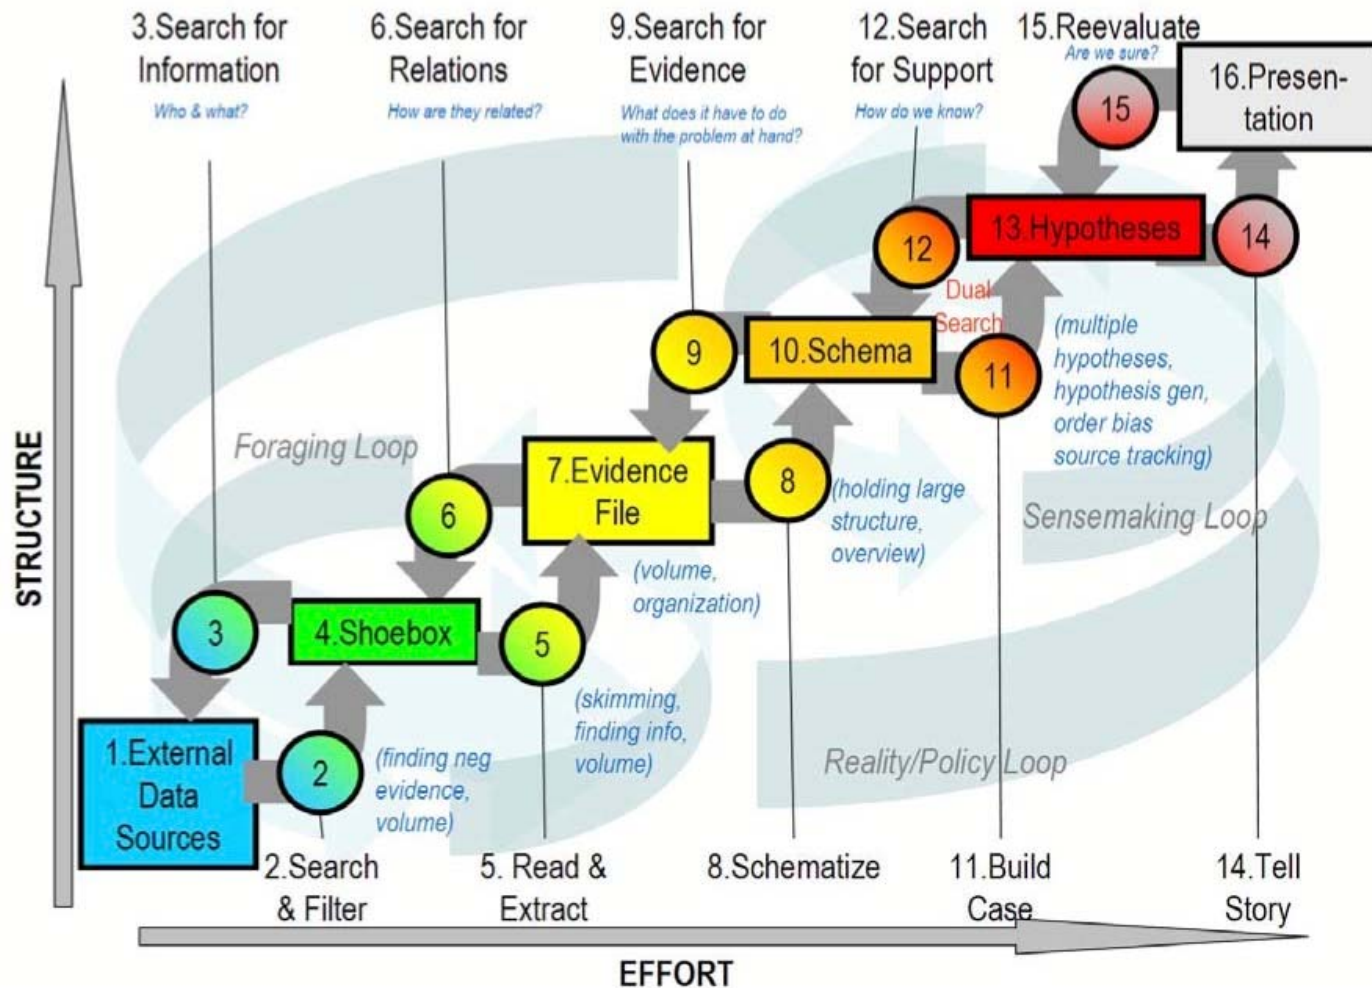 3.Search for
Information
Who & what?
6.Search for
Relations
How are they related?
9.Search for
Evidence
What does it have to do
with the problem at hand?
12.Search
for Support
How do we know?
15.Reevaluate
Are we sure?
16.Presen-
tation
15
13.Hypotheses
14
12
Dual
Search
11
(multiple
hypotheses,
hypothesis gen,
order bias
source tracking)
10.Schema
9
Foraging Loop
7.Evidence
File
8
(holding large
structure,
overview)
Sensemaking Loop
6
(volume,
organization)
STRUCTURE
3
4.Shoebox
5
(skimming,
finding info,
volume)
1.External
Data
Sources
2
(finding neg
evidence,
volume)
Reality/Policy Loop
2.Search
& Filter
5. Read &
Extract
8.Schematize
11.Build
Case
14.Tell
Story
EFFORT